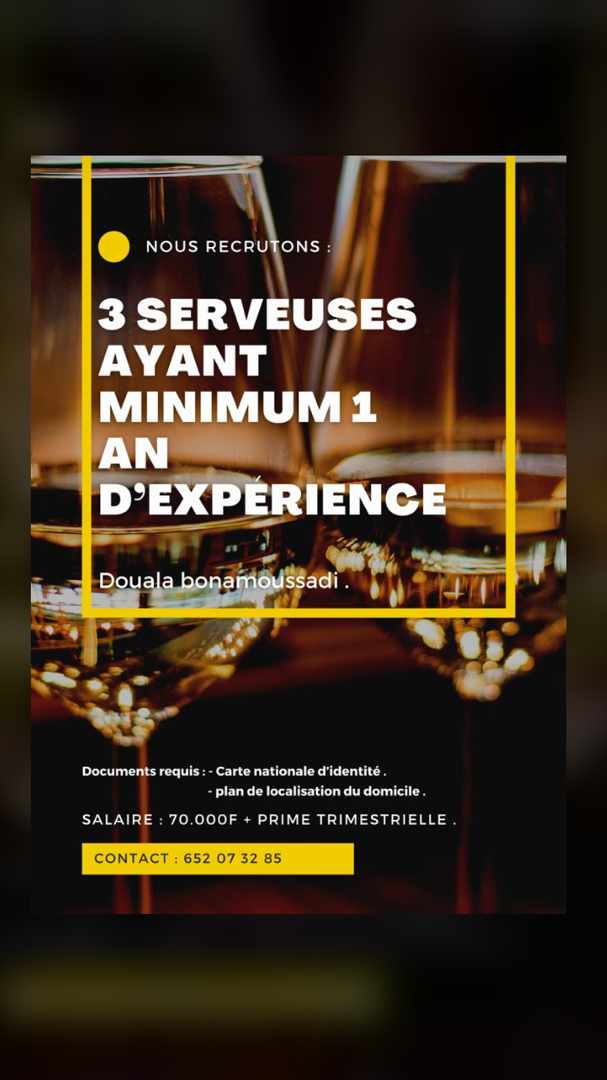 NOUS RECRUTONS :
3 SERVEUSES
AYANT
MINIMUM 1
AN
D'EXPÉRIENCE
Douala bonamoussadi .
Documents requis : - Carte nationale d'identité .
- plan de localisation du domicile .
SALAIRE : 70.000F + PRIME TRIMESTRIELLE .
CONTACT : 652 07 32 85